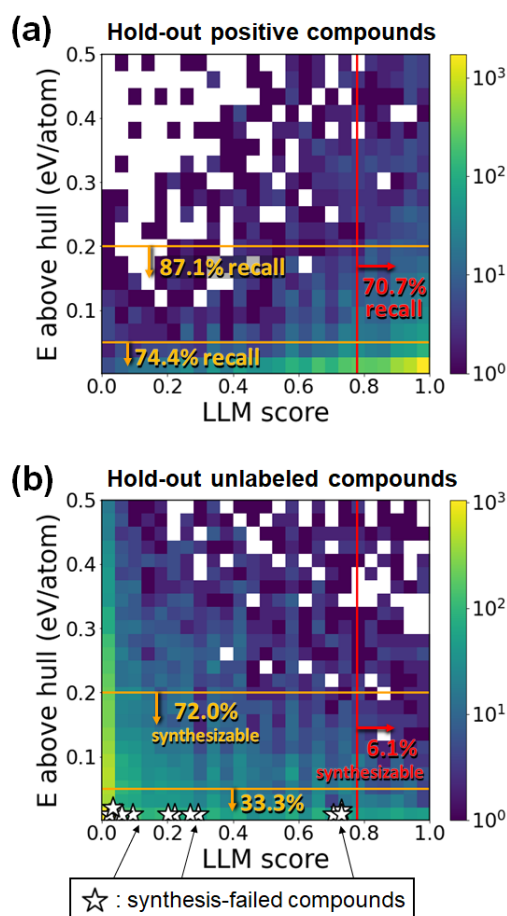 (a)
Hold-out positive compounds
E above hull (eV/atom)
0.5
0.4
0.3
0.2
0.1
87.1% recall
70.7%
recall
74.4% recall
0.0 0.2 0.4 0.6 0.8 1.0
LLM score
10³
10²
10¹
10⁰
(b)
Hold-out unlabeled compounds
E above hull (eV/atom)
0.5
0.4
0.3
0.2
0.1
72.0%
synthesizable
6.1%
synthesizable
33.3%
0.0 0.2 0.4 0.6 0.8 1.0
LLM score
10³
10²
10¹
10⁰
☆ : synthesis-failed compounds